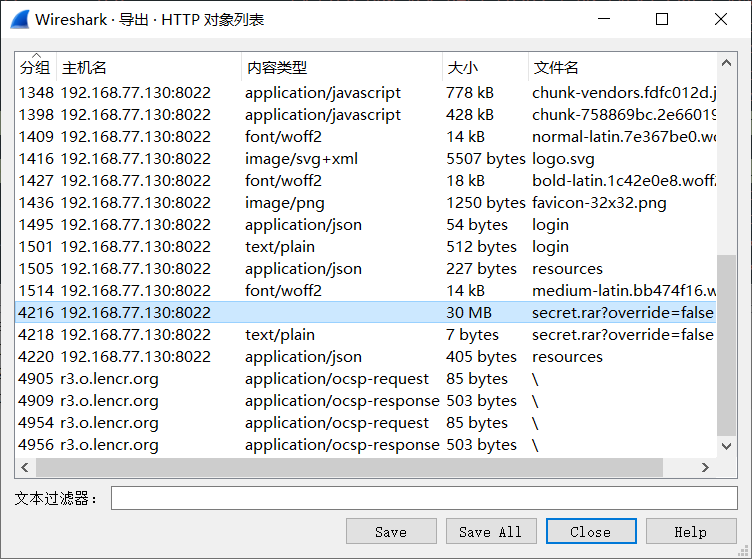 Wireshark · 导出 · HTTP 对象列表
分组 主机名 内容类型 大小 文件名
1348 192.168.77.130:8022 application/javascript 778 kB chunk-vendors.fdfc012d.j
1398 192.168.77.130:8022 application/javascript 428 kB chunk-758869bc.2e66019
1409 192.168.77.130:8022 font/woff2 14 kB normal-latin.7e367be0.wo
1416 192.168.77.130:8022 image/svg+xml 5507 bytes logo.svg
1427 192.168.77.130:8022 font/woff2 18 kB bold-latin.1c42e0e8.woff2
1436 192.168.77.130:8022 image/png 1250 bytes favicon-32x32.png
1495 192.168.77.130:8022 application/json 54 bytes login
1501 192.168.77.130:8022 text/plain 512 bytes login
1505 192.168.77.130:8022 application/json 227 bytes resources
1514 192.168.77.130:8022 font/woff2 14 kB medium-latin.bb474f16.w
4216 192.168.77.130:8022 30 MB secret.rar?override=false
4218 192.168.77.130:8022 text/plain 7 bytes secret.rar?override=false
4220 192.168.77.130:8022 application/json 405 bytes resources
4905 r3.o.lencr.org application/ocsp-request 85 bytes \
4909 r3.o.lencr.org application/ocsp-response 503 bytes \
4954 r3.o.lencr.org application/ocsp-request 85 bytes \
4956 r3.o.lencr.org application/ocsp-response 503 bytes \
文本过滤器：
Save Save All Close Help